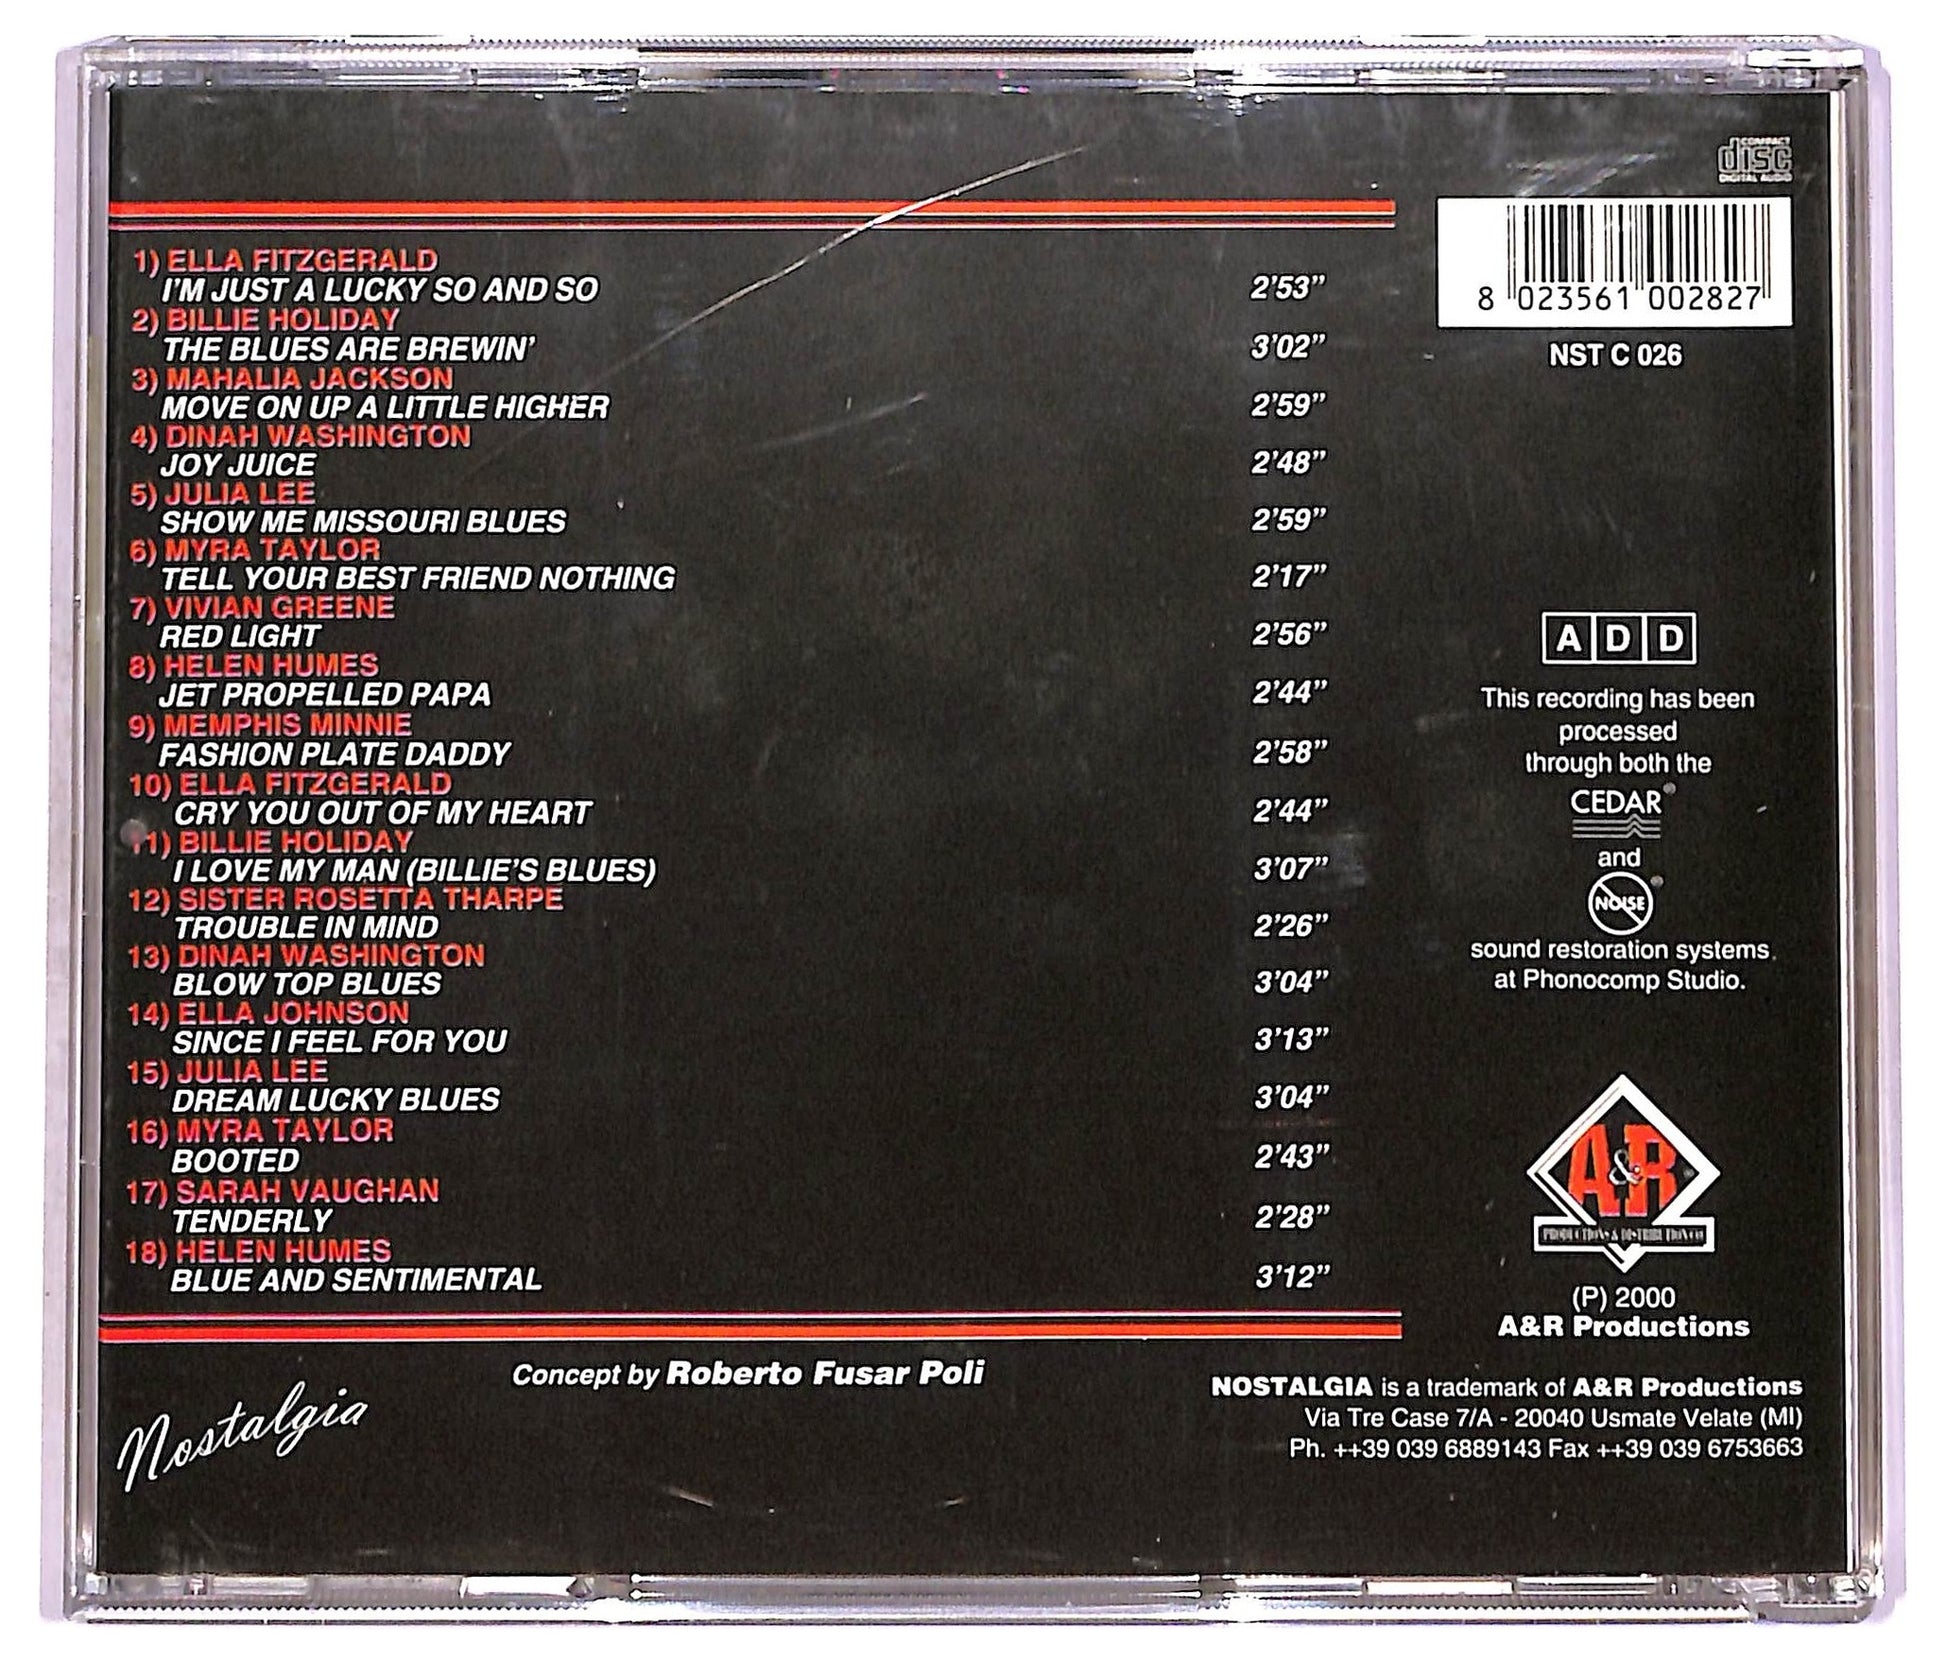 COMPACT
disc
DIGITAL AUDIO
1) ELLA FITZGERALD
I'M JUST A LUCKY SO AND SO 2'53”
2) BILLIE HOLIDAY
THE BLUES ARE BREWIN' 3'02”
3) MAHALIA JACKSON
MOVE ON UP A LITTLE HIGHER 2'59”
4) DINAH WASHINGTON
JOY JUICE 2'48”
5) JULIA LEE
SHOW ME MISSOURI BLUES 2'59”
6) MYRA TAYLOR
TELL YOUR BEST FRIEND NOTHING 2'17”
7) VIVIAN GREENE
RED LIGHT 2'56”
8) HELEN HUMES
JET PROPELLED PAPA 2'44”
9) MEMPHIS MINNIE
FASHION PLATE DADDY 2'58”
10) ELLA FITZGERALD
CRY YOU OUT OF MY HEART 2'44”
11) BILLIE HOLIDAY
I LOVE MY MAN (BILLIE'S BLUES) 3'07”
12) SISTER ROSETTA THARPE
TROUBLE IN MIND 2'26”
13) DINAH WASHINGTON
BLOW TOP BLUES 3'04”
14) ELLA JOHNSON
SINCE I FEEL FOR YOU 3'13”
15) JULIA LEE
DREAM LUCKY BLUES 3'04”
16) MYRA TAYLOR
BOOTED 2'43”
17) SARAH VAUGHAN
TENDERLY 2'28”
18) HELEN HUMES
BLUE AND SENTIMENTAL 3'12”
8 023561 002827
NST C 026
A D D
This recording has been
processed
through both the
CEDAR®
and
NOISE®
sound restoration systems.
at Phonocomp Studio.
A&R
PRODUCTIONS & DISTRIBUTION
(P) 2000
A&R Productions
Concept by Roberto Fusar Poli
Nostalgia
NOSTALGIA is a trademark of A&R Productions
Via Tre Case 7/A - 20040 Usmate Velate (MI)
Ph. ++39 039 6889143 Fax ++39 039 6753663